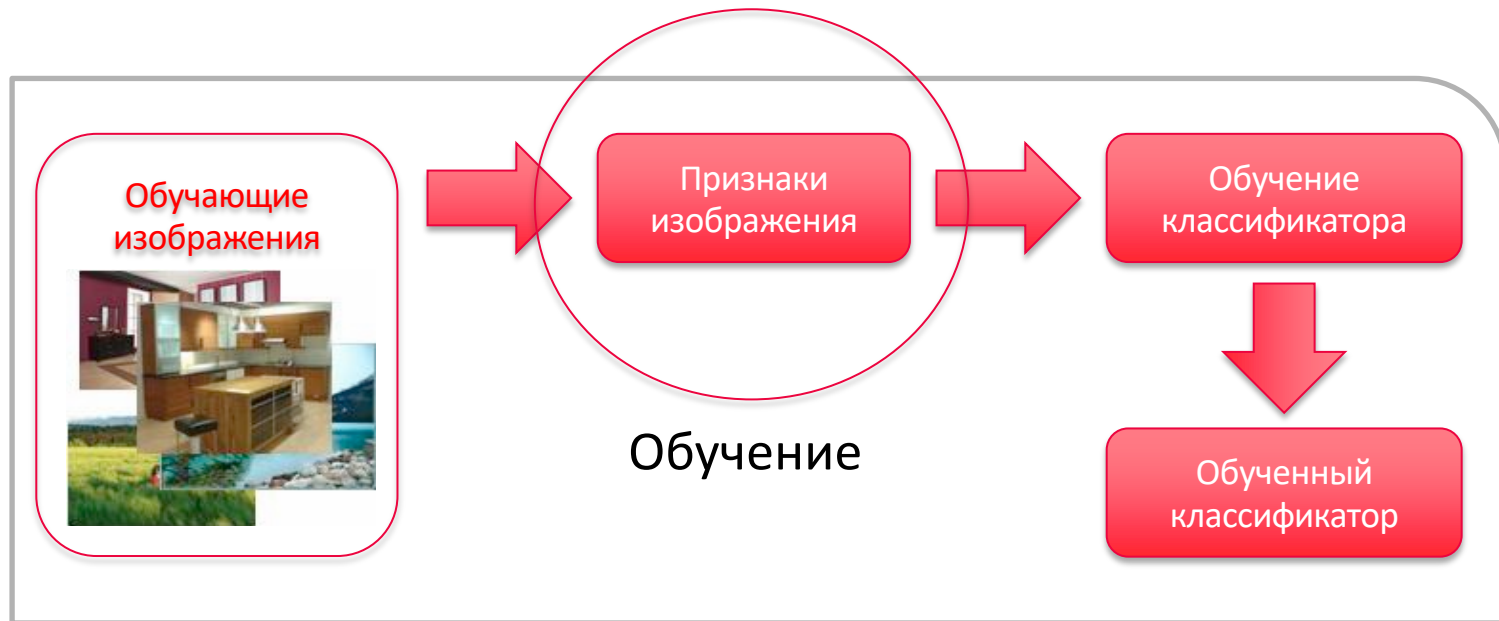 Обучающие
изображения
Признаки
изображения
Обучение
классификатора
Обучение
Обученный
классификатор